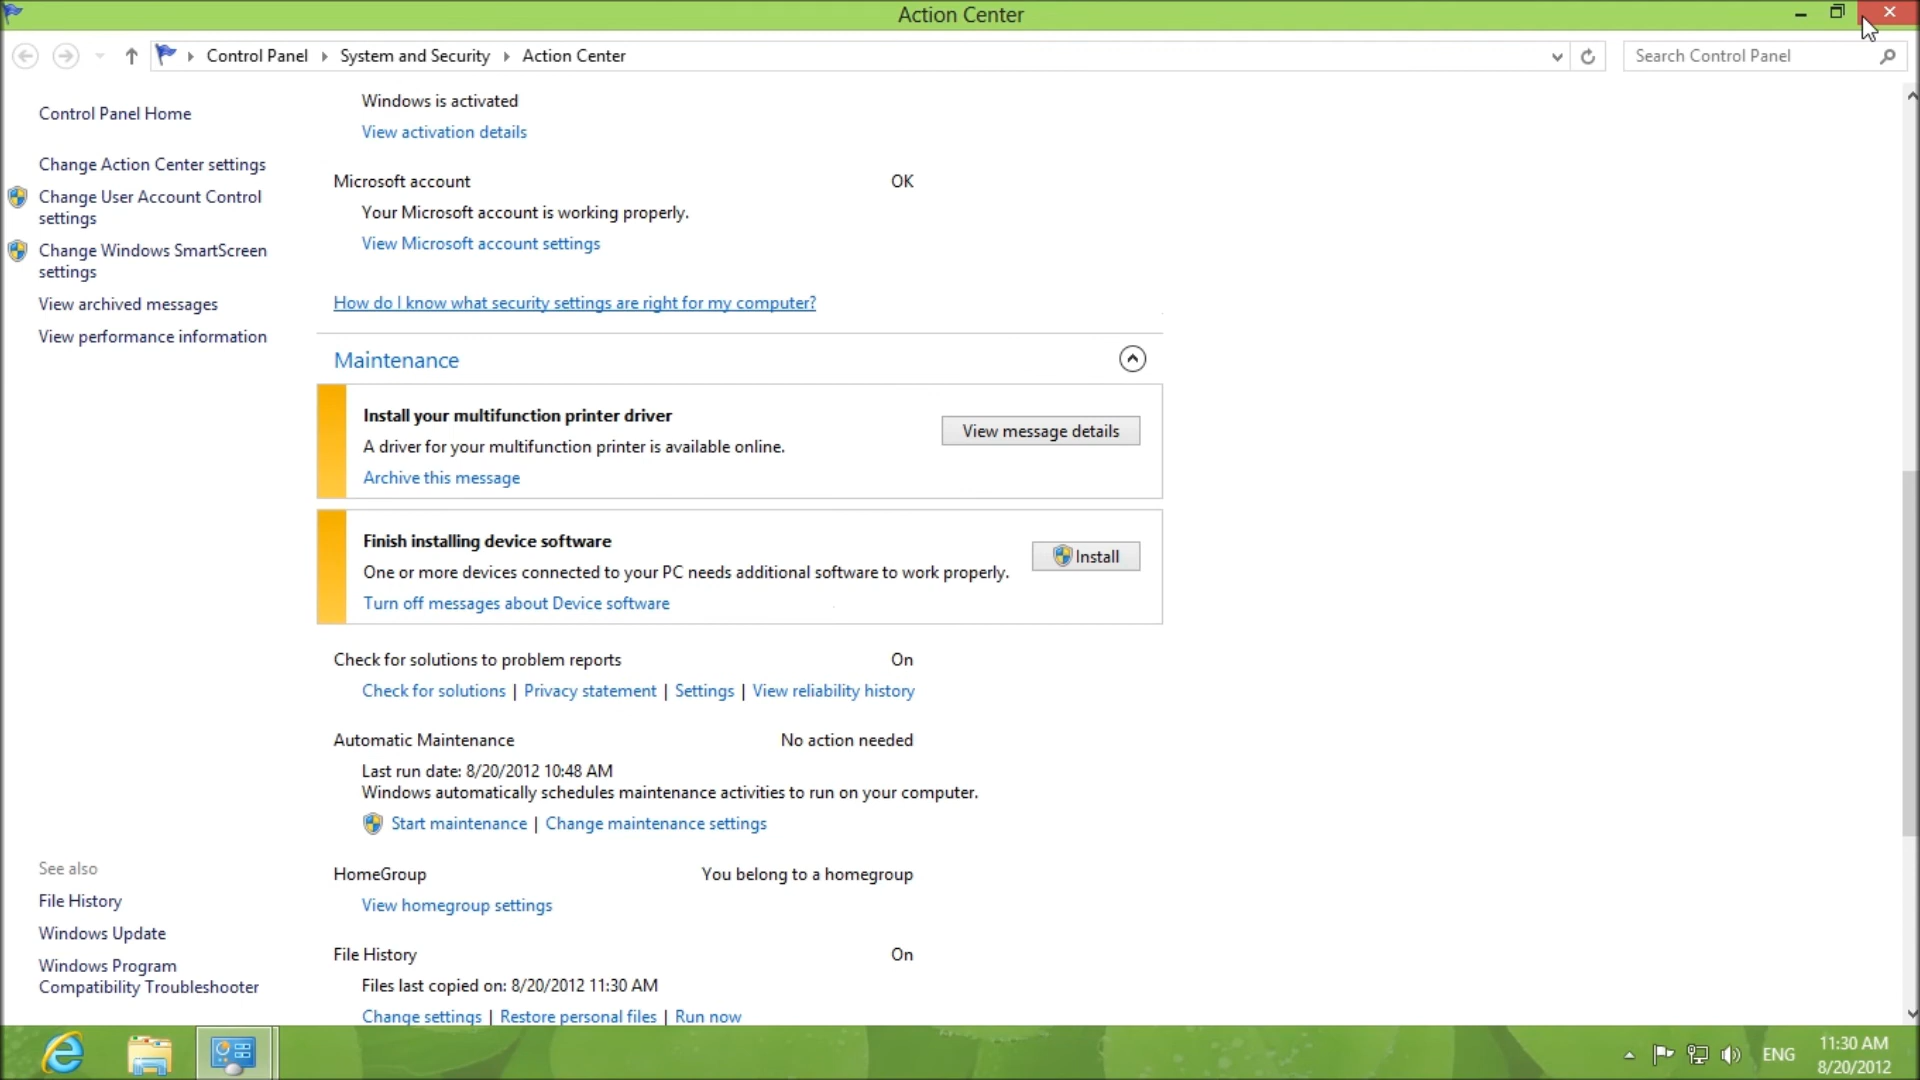 Action Center
Control Panel System and Security Action Center
Search Control Panel
Control Panel Home
Change Action Center settings
Change User Account Control
settings
Change Windows SmartScreen
settings
View archived messages
View performance information
See also
File History
Windows Update
Windows Program
Compatibility Troubleshooter
Windows is activated
View activation details
Microsoft account OK
Your Microsoft account is working properly.
View Microsoft account settings
How do I know what security settings are right for my computer?
Maintenance
Install your multifunction printer driver
A driver for your multifunction printer is available online.
Archive this message
View message details
Finish installing device software
One or more devices connected to your PC needs additional software to work properly.
Turn off messages about Device software
Install
Check for solutions to problem reports On
Check for solutions | Privacy statement | Settings | View reliability history
Automatic Maintenance No action needed
Last run date: 8/20/2012 10:48 AM
Windows automatically schedules maintenance activities to run on your computer.
Start maintenance | Change maintenance settings
HomeGroup You belong to a homegroup
View homegroup settings
File History On
Files last copied on: 8/20/2012 11:30 AM
Change settings | Restore personal files | Run now
ENG
11:30 AM
8/20/2012